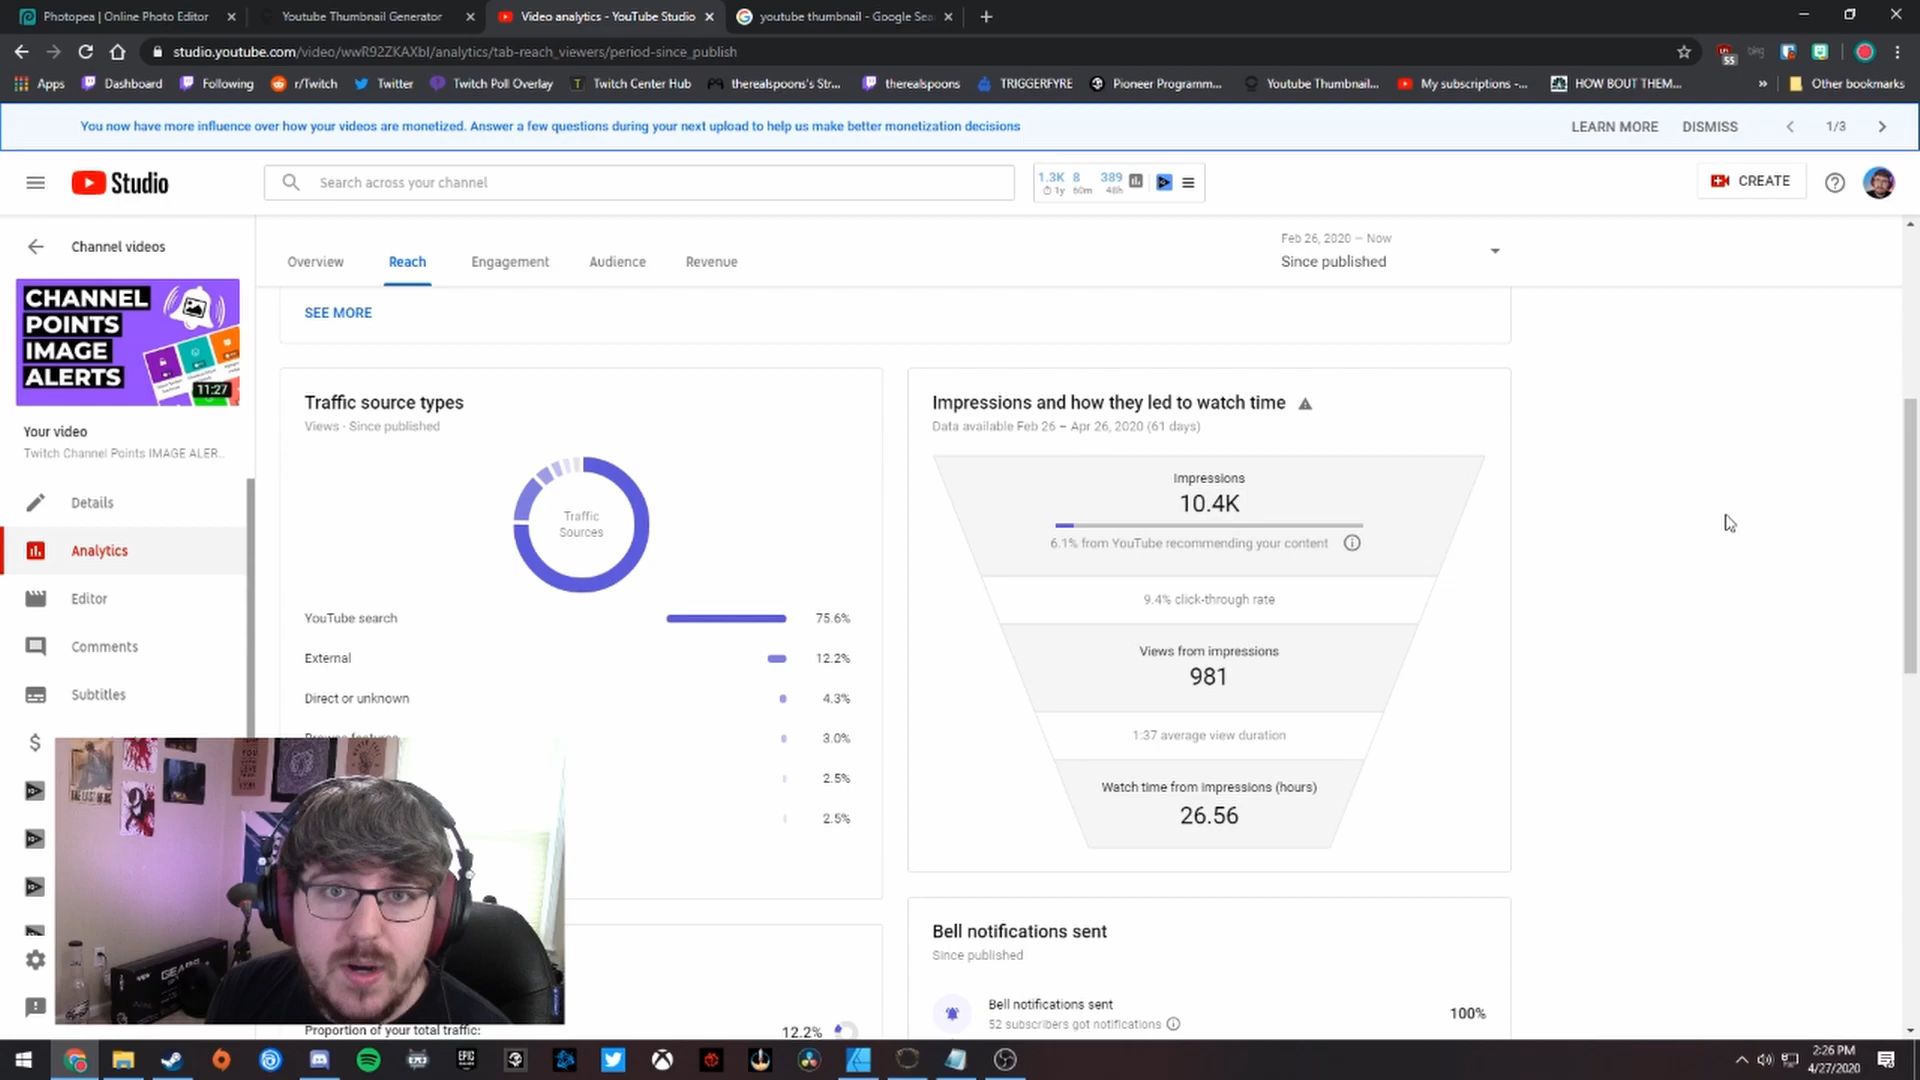 Photopea | Online Photo Editor
Youtube Thumbnail Generator
Video analytics - YouTube Studio
youtube thumbnail - Google Sea
studio.youtube.com/video/wwR92ZKAXbI/analytics/tab-reach_viewers/period-since_publish
55
Apps
Dashboard
Following
r/Twitch
Twitter
Twitch Poll Overlay
Twitch Center Hub
therealspoons's Str...
therealspoons
TRIGGERFYRE
Pioneer Programm...
Youtube Thumbnail...
My subscriptions -...
HOW BOUT THEM...
Other bookmarks
You now have more influence over how your videos are monetized. Answer a few questions during your next upload to help us make better monetization decisions
LEARN MORE
DISMISS
1/3
Studio
Search across your channel
1.3K 8 389
1y 60m 48h
CREATE
Channel videos
Overview
Reach
Engagement
Audience
Revenue
Feb 26, 2020 – Now
Since published
CHANNEL
POINTS
IMAGE
ALERTS
11:27
SEE MORE
Your video
Twitch Channel Points IMAGE ALER...
Details
Analytics
Editor
Comments
Subtitles
Traffic source types
Views · Since published
Traffic
Sources
YouTube search
75.6%
External
12.2%
Direct or unknown
4.3%
Browse features
3.0%
2.5%
2.5%
Impressions and how they led to watch time
Data available Feb 26 – Apr 26, 2020 (61 days)
Impressions
10.4K
6.1% from YouTube recommending your content
9.4% click-through rate
Views from impressions
981
1:37 average view duration
Watch time from impressions (hours)
26.56
Bell notifications sent
Since published
Bell notifications sent
52 subscribers got notifications
100%
Proportion of your total traffic:
12.2%
2:26 PM
4/27/2020